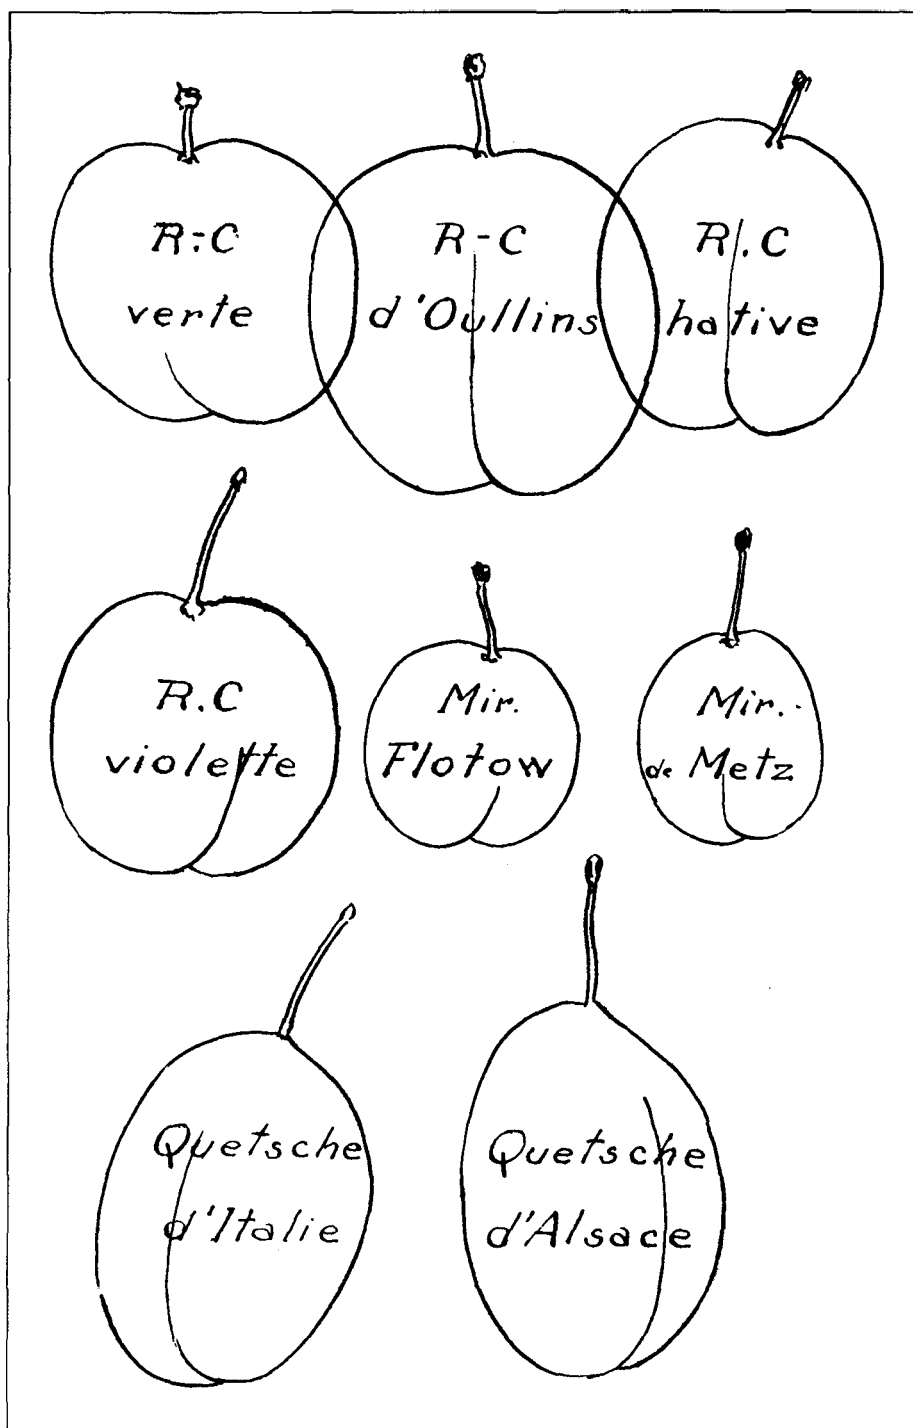 R-C
verte
R-C
d'Oullins
R.C
hative
R.C
violette
Mir.
Flotow
Mir.
de Metz
Quetsche
d'Italie
Quetsche
d'Alsace